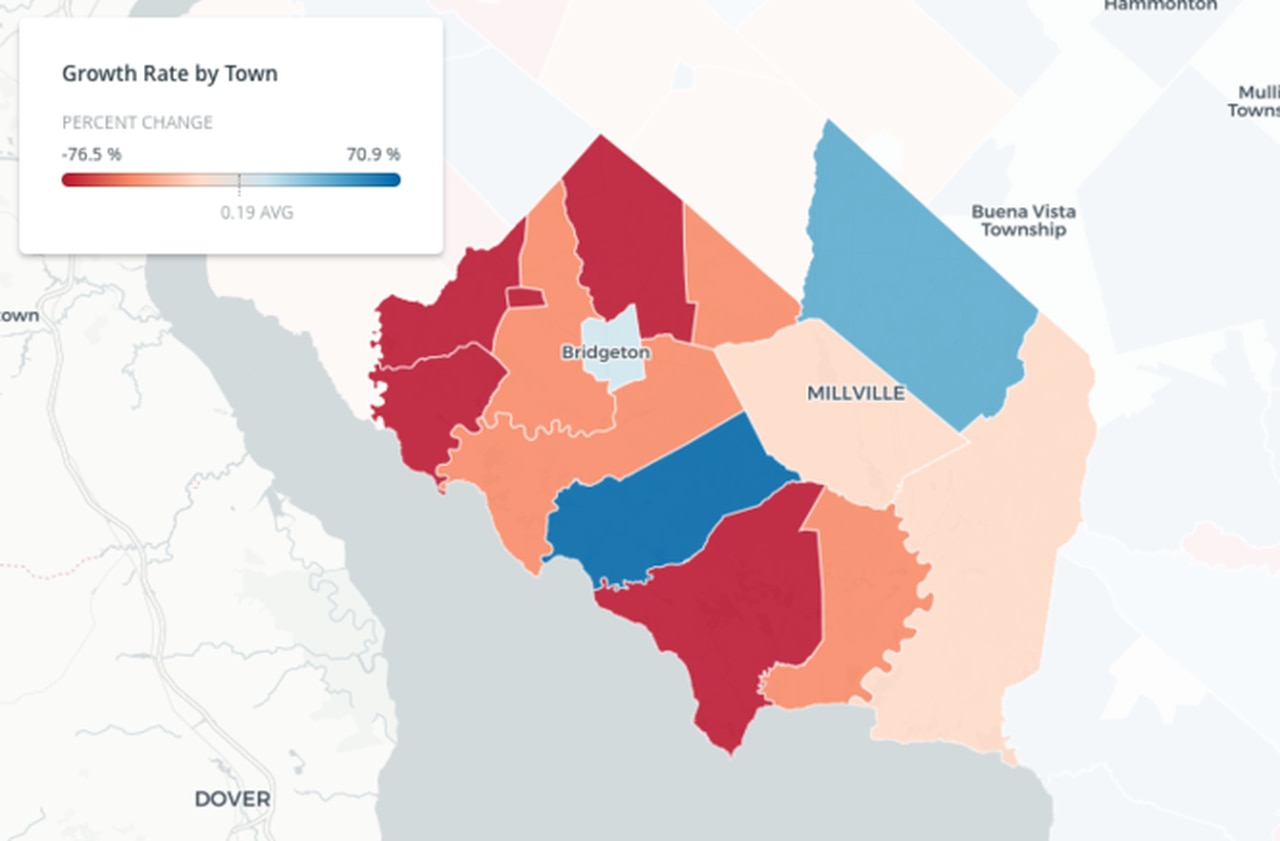 Hammonton
Growth Rate by Town
PERCENT CHANGE
-76.5 %
70.9 %
0.19 AVG
Mulli
Towns
Buena Vista
Township
own
Bridgeton
MILLVILLE
DOVER